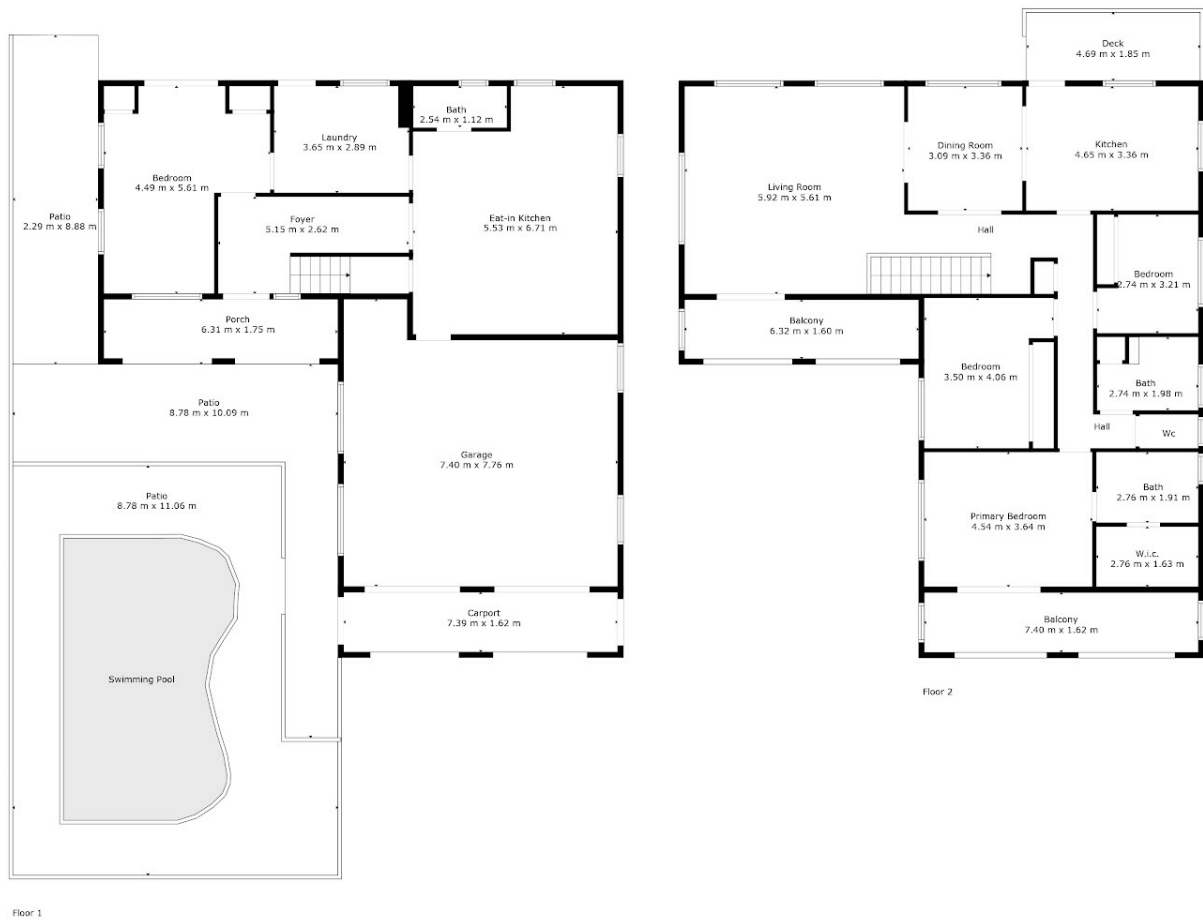 Deck
4.69 m x 1.85 m
Bath
2.54 m x 1.12 m
Laundry
3.65 m x 2.89 m
Bedroom
4.49 m x 5.61 m
Patio
2.29 m x 8.88 m
Foyer
5.15 m x 2.62 m
Eat-in Kitchen
5.53 m x 6.71 m
Porch
6.31 m x 1.75 m
Patio
8.78 m x 10.09 m
Garage
7.40 m x 7.76 m
Patio
8.78 m x 11.06 m
Carport
7.39 m x 1.62 m
Swimming Pool
Floor 1
Dining Room
3.09 m x 3.36 m
Kitchen
4.65 m x 3.36 m
Living Room
5.92 m x 5.61 m
Hall
Bedroom
2.74 m x 3.21 m
Balcony
6.32 m x 1.60 m
Bedroom
3.50 m x 4.06 m
Bath
2.74 m x 1.98 m
Hall
Wc
Bath
2.76 m x 1.91 m
Primary Bedroom
4.54 m x 3.64 m
W.i.c.
2.76 m x 1.63 m
Balcony
7.40 m x 1.62 m
Floor 2